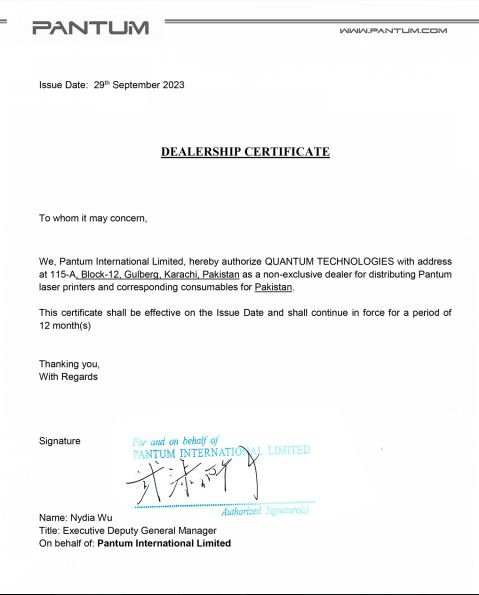 PANTUM
WWW.PANTUM.COM
Issue Date: 29th September 2023
DEALERSHIP CERTIFICATE
To whom it may concern,
We, Pantum International Limited, hereby authorize QUANTUM TECHNOLOGIES with address
at 115-A, Block-12, Gulberg, Karachi, Pakistan as a non-exclusive dealer for distributing Pantum
laser printers and corresponding consumables for Pakistan.
This certificate shall be effective on the Issue Date and shall continue in force for a period of
12 month(s)
Thanking you,
With Regards
Signature
For and on behalf of
PANTUM INTERNATIONAL LIMITED
Authorized Signature(s)
Name: Nydia Wu
Title: Executive Deputy General Manager
On behalf of: Pantum International Limited